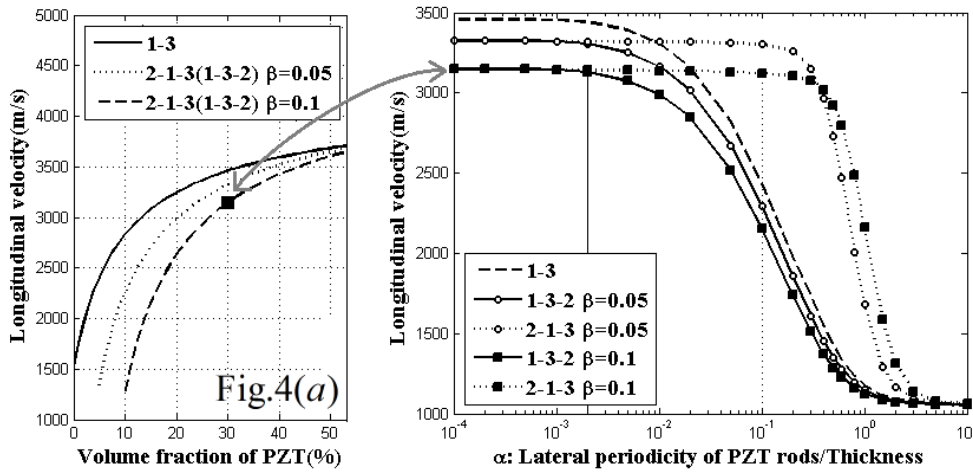 5000
4500
4000
3500
3000
2500
2000
1500
1000
Longitudinal velocity(m/s)
1-3
2-1-3(1-3-2) β=0.05
2-1-3(1-3-2) β=0.1
Fig.4(a)
0 10 20 30 40 50
Volume fraction of PZT(%)
3500
3000
2500
2000
1500
1000
Longitudinal velocity(m/s)
1-3
1-3-2 β=0.05
2-1-3 β=0.05
1-3-2 β=0.1
2-1-3 β=0.1
10⁻⁴ 10⁻³ 10⁻² 10⁻¹ 10⁰ 10
α: Lateral periodicity of PZT rods/Thickness